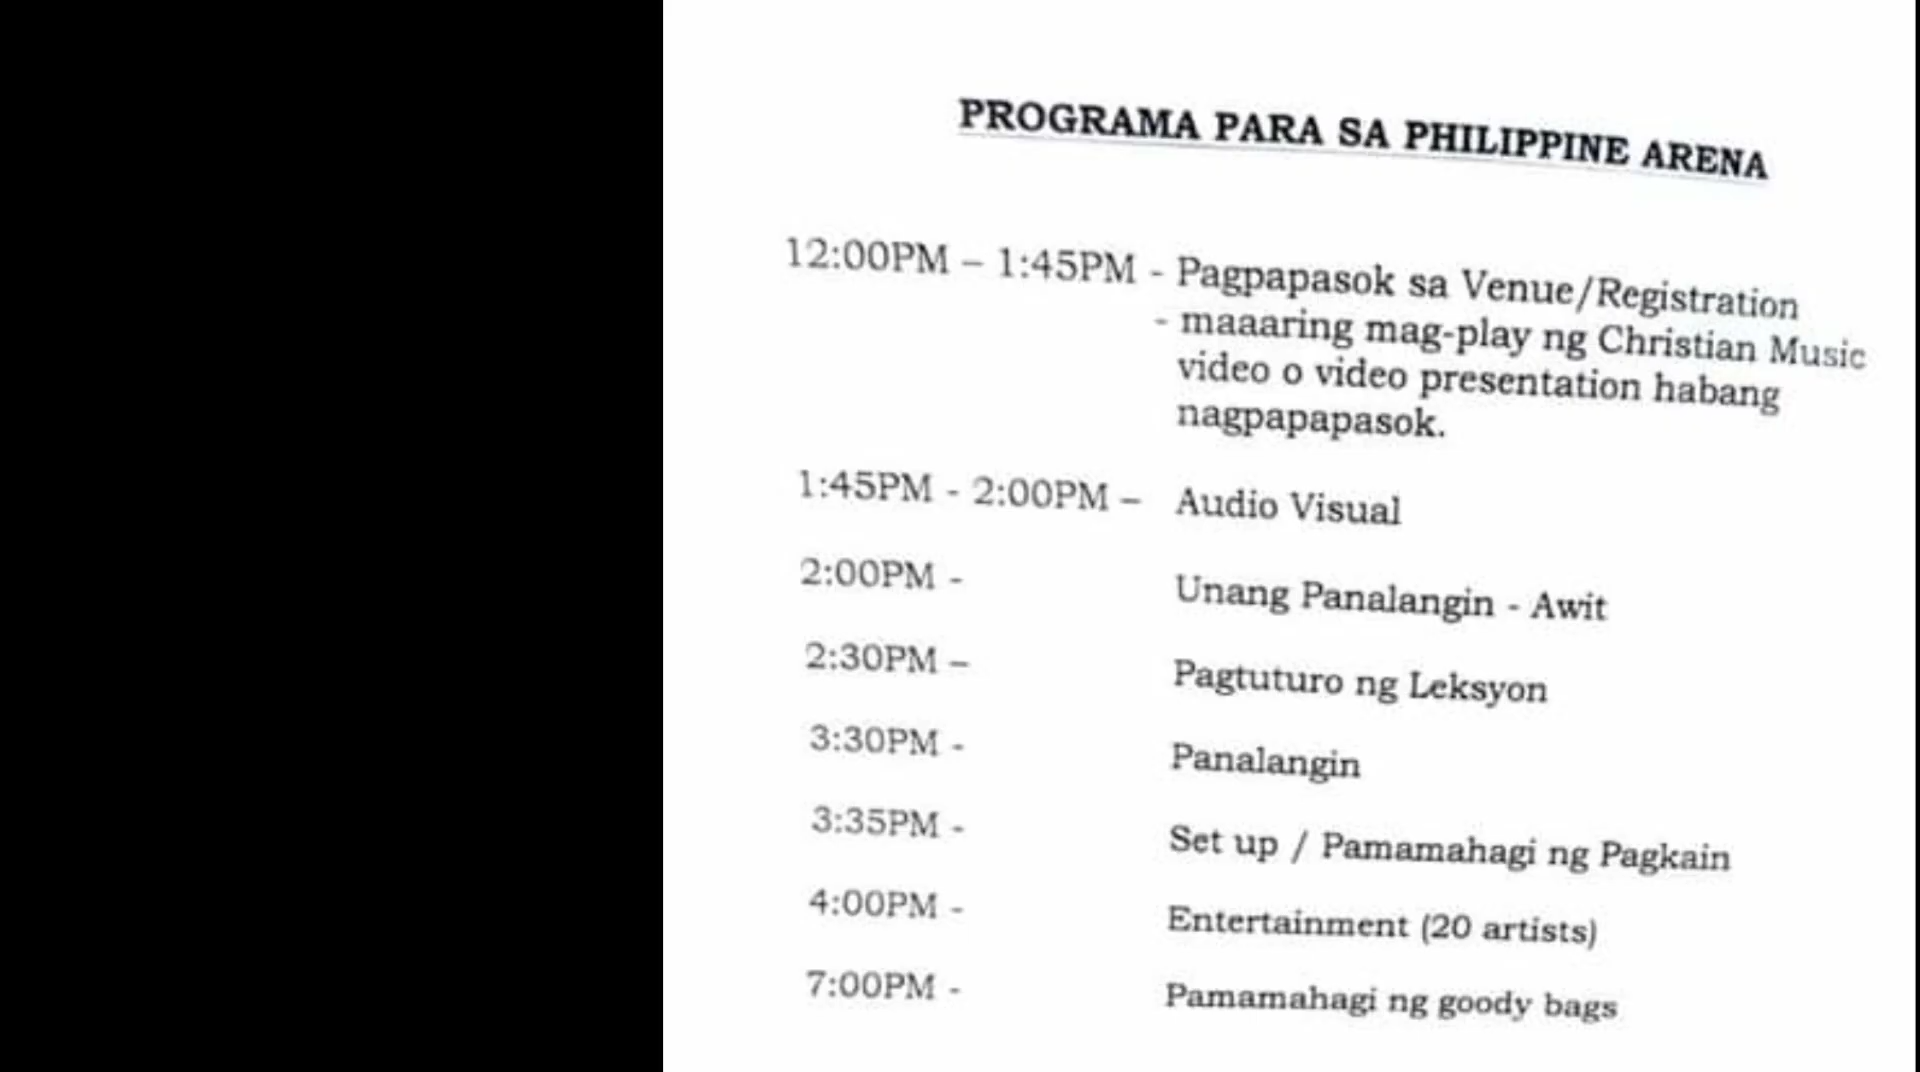 PROGRAMA PARA SA PHILIPPINE ARENA
12:00PM – 1:45PM - Pagpapasok sa Venue/Registration
- maaaring mag-play ng Christian Music
video o video presentation habang
nagpapapasok.
1:45PM - 2:00PM – Audio Visual
2:00PM - Unang Panalangin - Awit
2:30PM – Pagtuturo ng Leksyon
3:30PM - Panalangin
3:35PM - Set up / Pamamahagi ng Pagkain
4:00PM - Entertainment (20 artists)
7:00PM - Pamamahagi ng goody bags